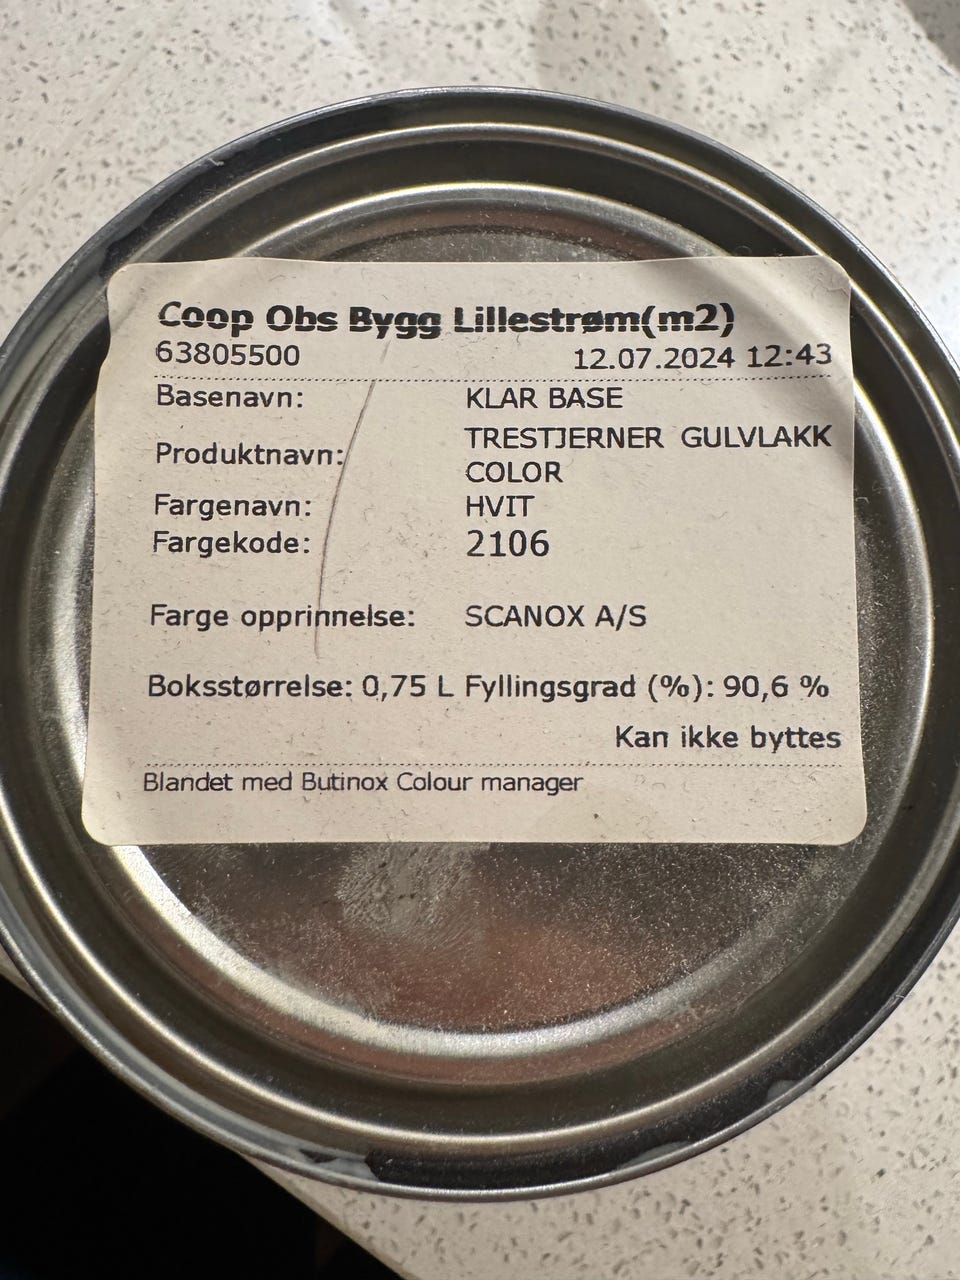 Coop Obs Bygg Lillestrøm(m2)
63805500 12.07.2024 12:43
Basenavn: KLAR BASE
Produktnavn: TRESTJERNER GULVLAKK
COLOR
Fargenavn: HVIT
Fargekode: 2106
Farge opprinnelse: SCANOX A/S
Boksstørrelse: 0,75 L Fyllingsgrad (%): 90,6 %
Kan ikke byttes
Blandet med Butinox Colour manager